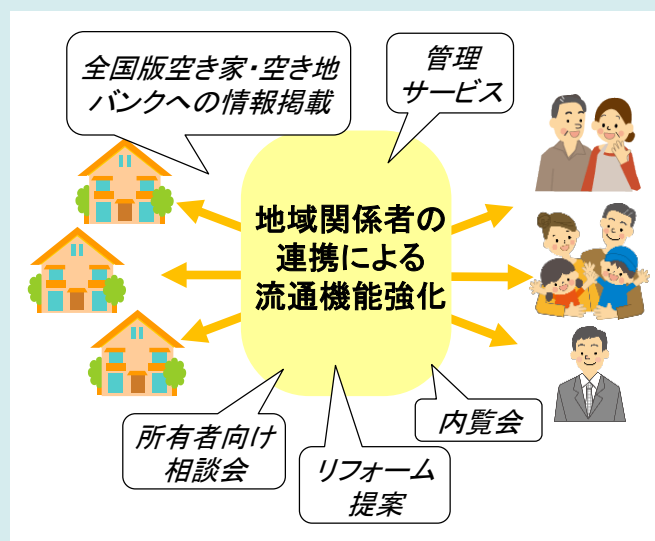 全国版空き家・空き地
バンクへの情報掲載
管理
サービス
地域関係者の
連携による
流通機能強化
所有者向け
相談会
リフォーム
提案
内覧会